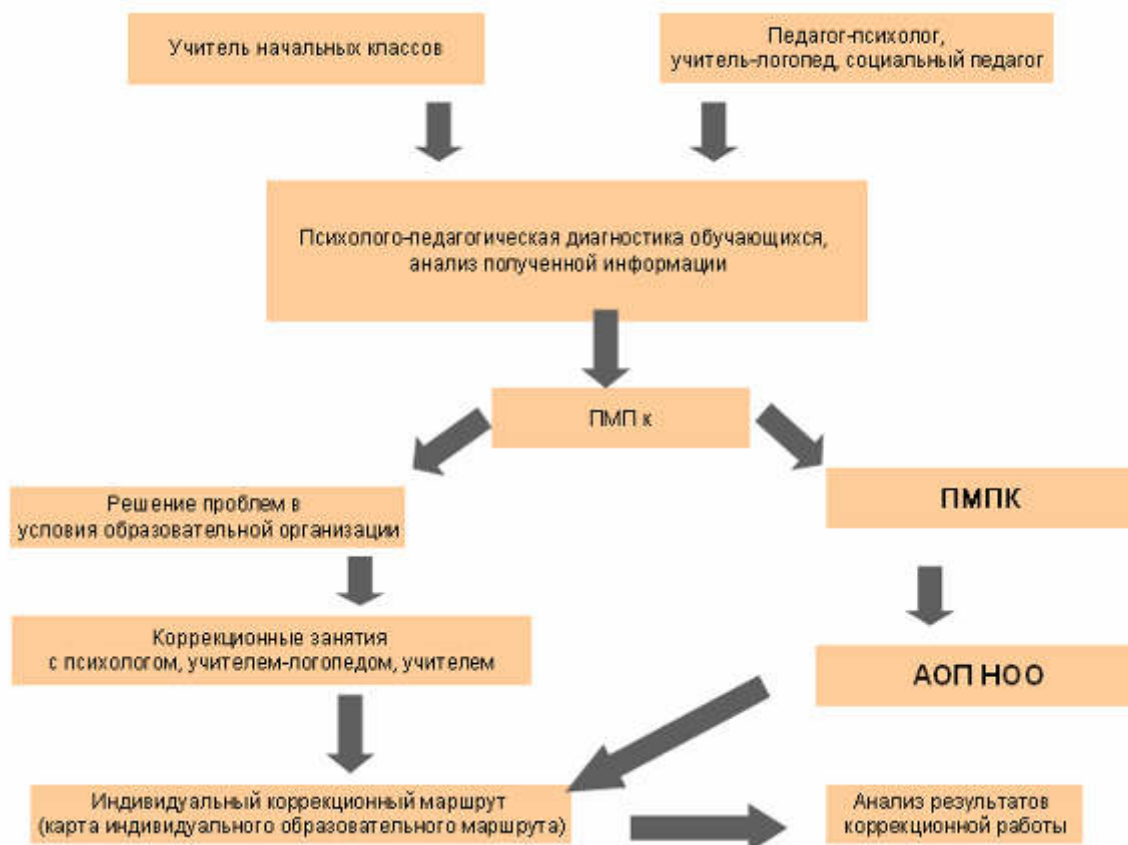 Учитель начальных классов
Педагог-психолог,
учитель-логопед, социальный педагог
Психолого-педагогическая диагностика обучающихся,
анализ полученной информации
ПМП к
Решение проблем в
условия образовательной организации
ПМПК
Коррекционные занятия
с психологом, учителем-логопедом, учителем
АОП НОО
Индивидуальный коррекционный маршрут
(карта индивидуального образовательного маршрута)
Анализ результатов
коррекционной работы